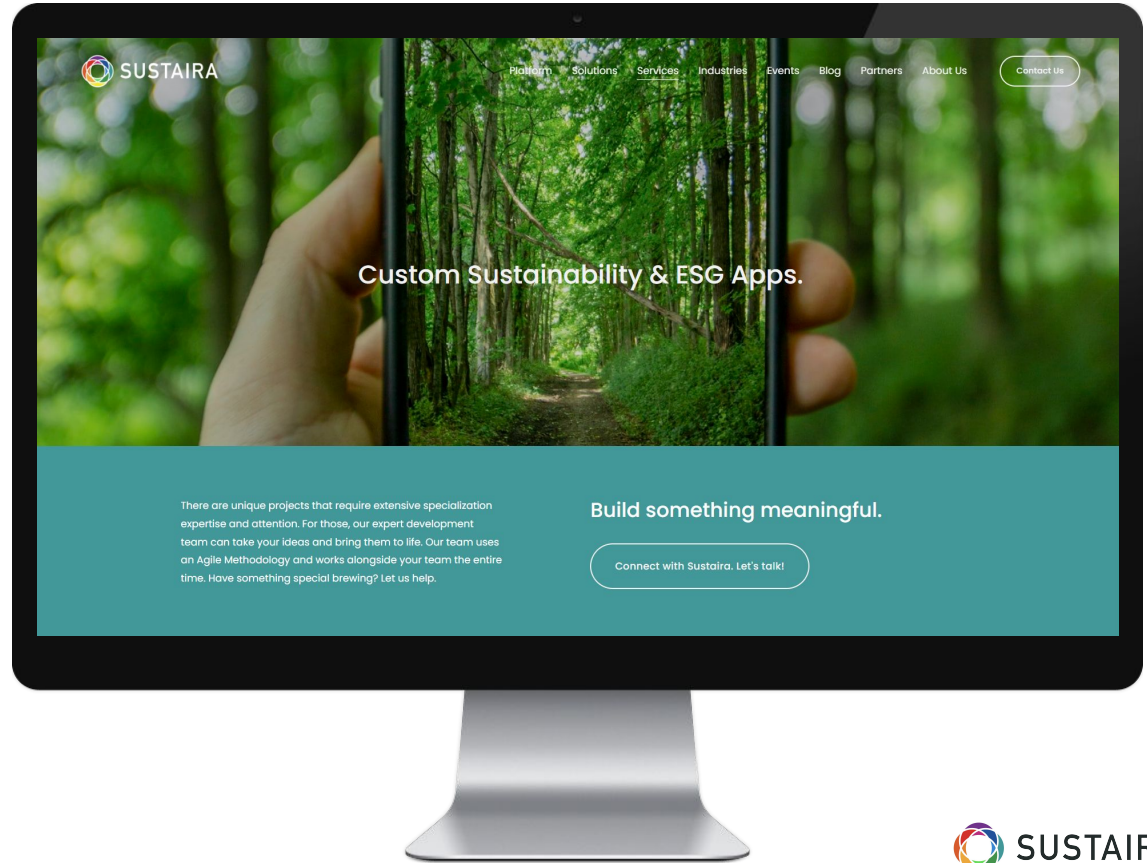 SUSTAIRA
Platform Solutions Services Industries Events Blog Partners About Us Contact Us
Custom Sustainability & ESG Apps.
There are unique projects that require extensive specialization
expertise and attention. For those, our expert development
team can take your ideas and bring them to life. Our team uses
an Agile Methodology and works alongside your team the entire
time. Have something special brewing? Let us help.
Build something meaningful.
Connect with Sustaira. Let's talk!